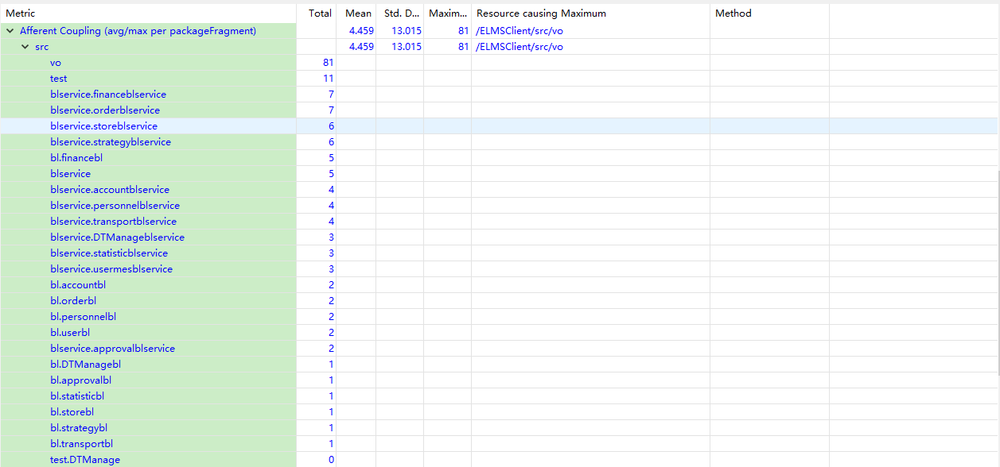 Metric Total Mean Std. D... Maxim... Resource causing Maximum Method
Afferent Coupling (avg/max per packageFragment) 4.459 13.015 81 /ELMSClient/src/vo
src 4.459 13.015 81 /ELMSClient/src/vo
vo 81
test 11
blservice.financeblservice 7
blservice.orderblservice 7
blservice.storeblservice 6
blservice.strategyblservice 6
bl.financebl 5
blservice 5
blservice.accountblservice 4
blservice.personnelblservice 4
blservice.transportblservice 4
blservice.DTManageblservice 3
blservice.statisticblservice 3
blservice.usermesblservice 3
bl.accountbl 2
bl.orderbl 2
bl.personnelbl 2
bl.userbl 2
blservice.approvalblservice 2
bl.DTManagebl 1
bl.approvalbl 1
bl.statisticbl 1
bl.storebl 1
bl.strategybl 1
bl.transportbl 1
test.DTManage 0